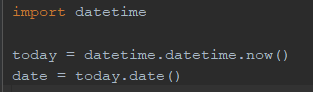 import datetime
today = datetime.datetime.now()
date = today.date()